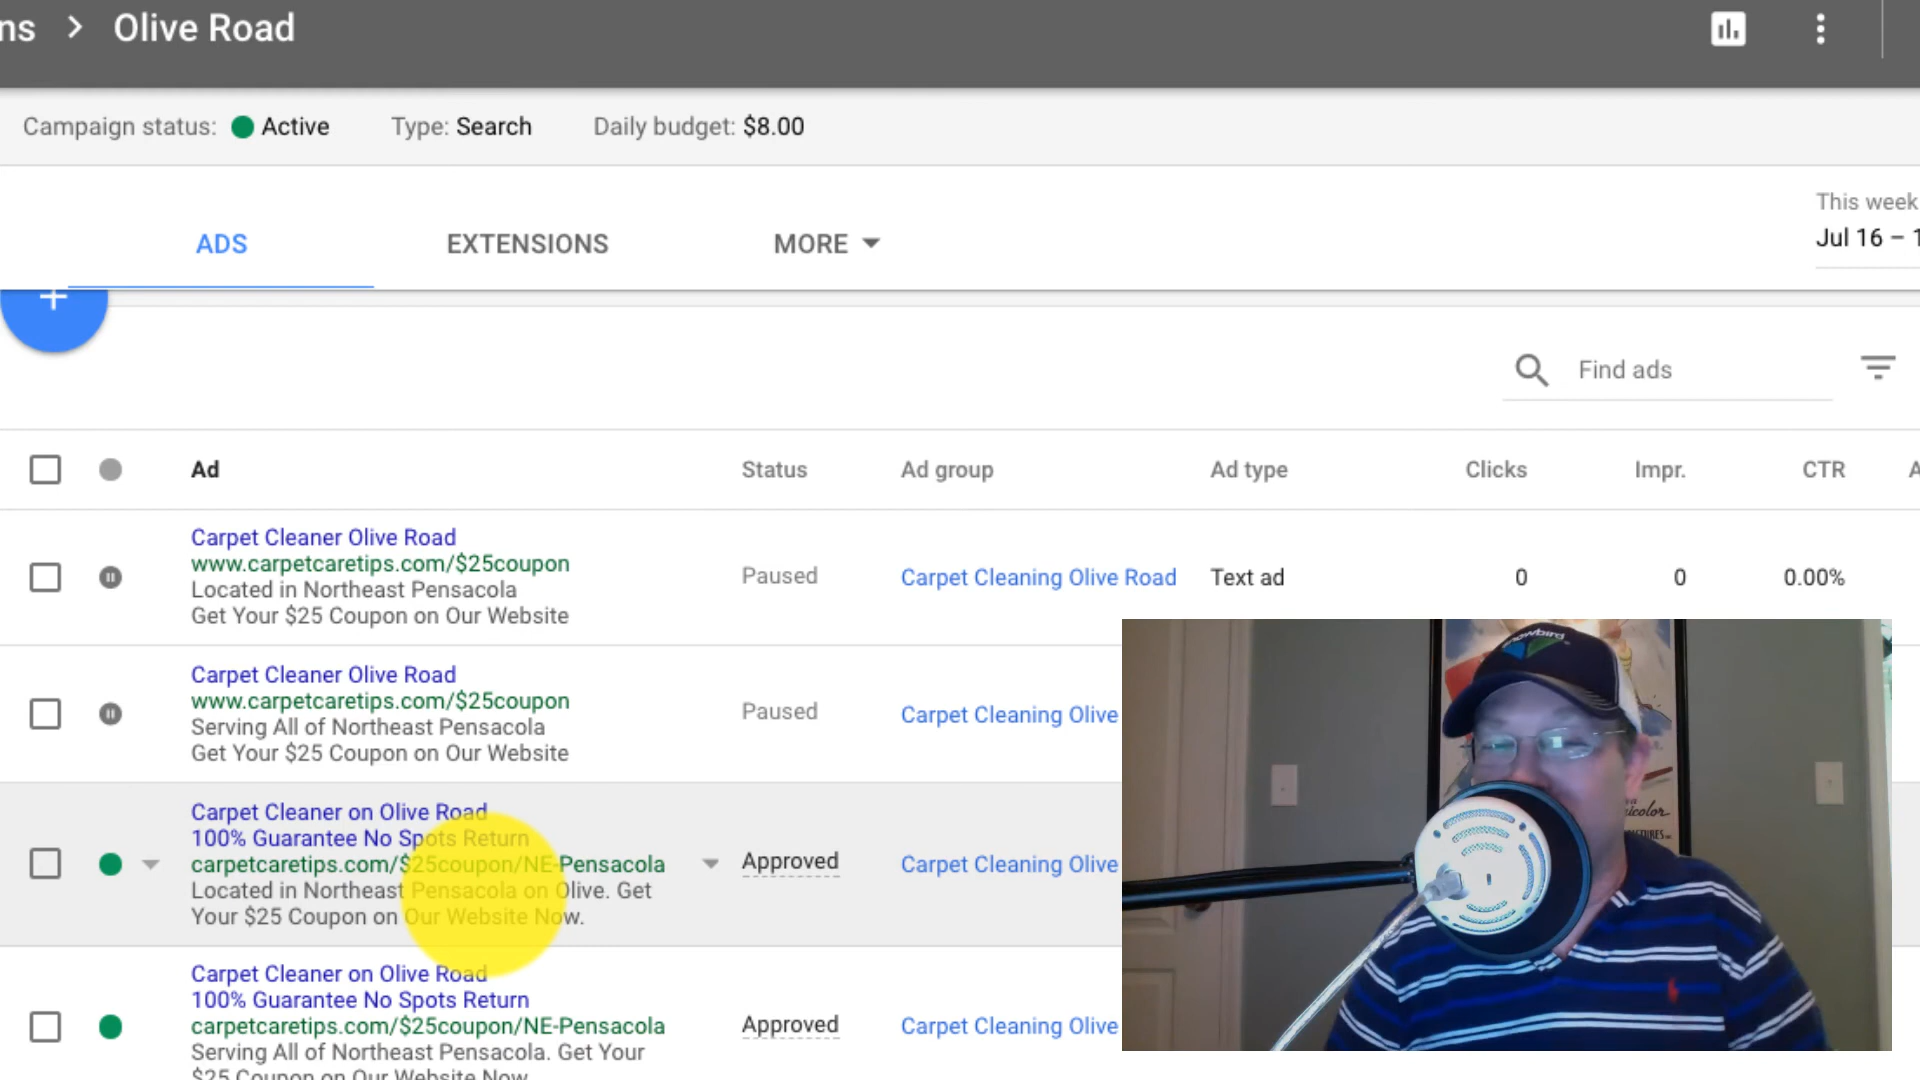 ns > Olive Road
Campaign status: Active Type: Search Daily budget: $8.00
ADS EXTENSIONS MORE
This week
Jul 16 – 1
Find ads
Ad Status Ad group Ad type Clicks Impr. CTR A
Carpet Cleaner Olive Road
www.carpetcaretips.com/$25coupon
Located in Northeast Pensacola
Get Your $25 Coupon on Our Website
Paused Carpet Cleaning Olive Road Text ad 0 0 0.00%
Carpet Cleaner Olive Road
www.carpetcaretips.com/$25coupon
Serving All of Northeast Pensacola
Get Your $25 Coupon on Our Website
Paused Carpet Cleaning Olive
Carpet Cleaner on Olive Road
100% Guarantee No Spots Return
carpetcaretips.com/$25coupon/NE-Pensacola
Located in Northeast Pensacola on Olive. Get
Your $25 Coupon on Our Website Now.
Approved Carpet Cleaning Olive
Carpet Cleaner on Olive Road
100% Guarantee No Spots Return
carpetcaretips.com/$25coupon/NE-Pensacola
Serving All of Northeast Pensacola. Get Your
$25 Coupon on Our Website Now
Approved Carpet Cleaning Olive